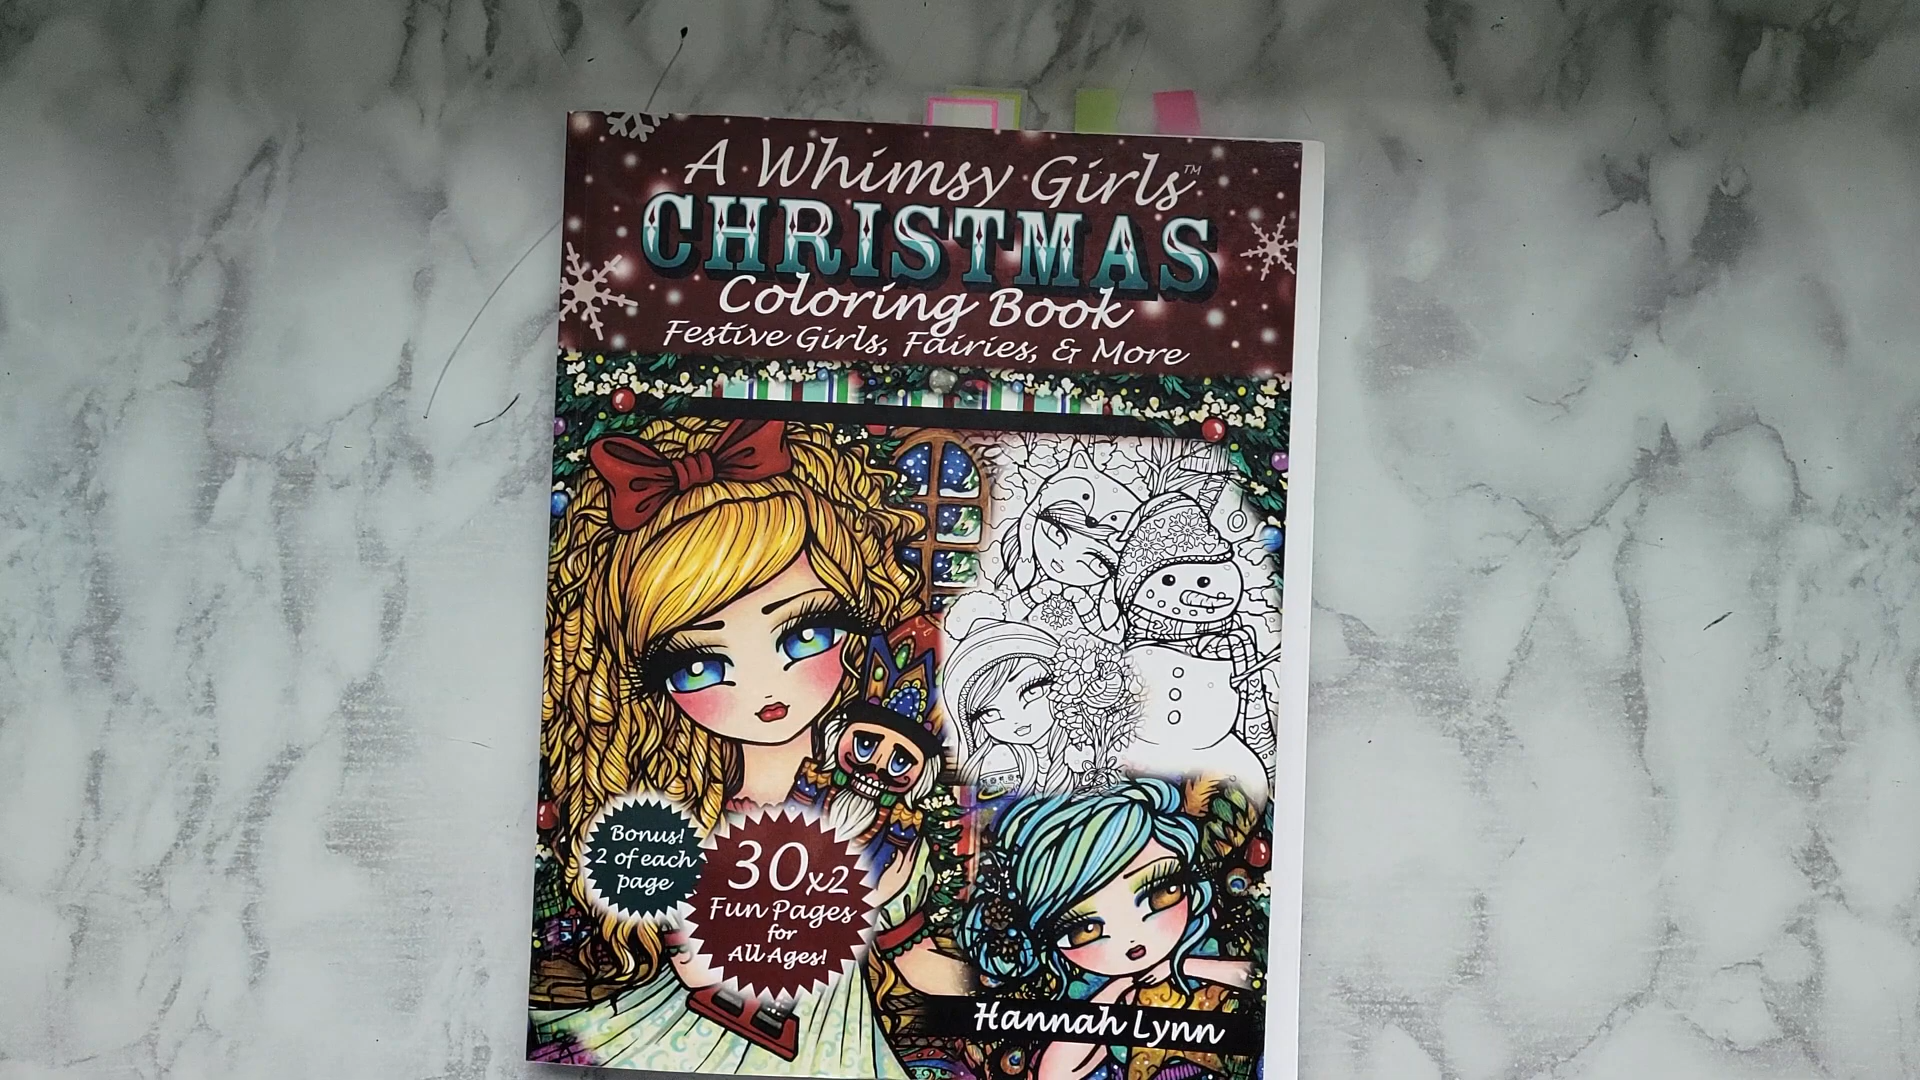 A Whimsy Girls™
CHRISTMAS
Coloring Book
Festive Girls, Fairies, & More
Bonus!
2 of each
page
30x2
Fun Pages
for
All Ages!
Hannah Lynn